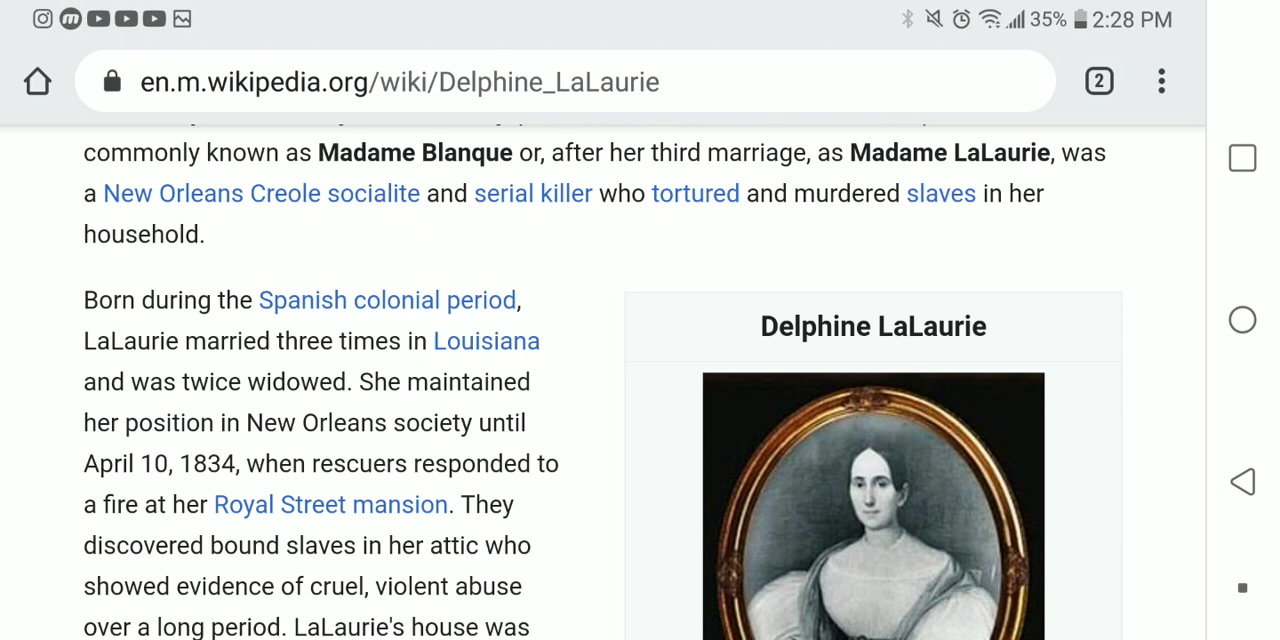 35% 2:28 PM
en.m.wikipedia.org/wiki/Delphine_LaLaurie
2
commonly known as Madame Blanque or, after her third marriage, as Madame LaLaurie, was
a New Orleans Creole socialite and serial killer who tortured and murdered slaves in her
household.
Born during the Spanish colonial period,
LaLaurie married three times in Louisiana
and was twice widowed. She maintained
her position in New Orleans society until
April 10, 1834, when rescuers responded to
a fire at her Royal Street mansion. They
discovered bound slaves in her attic who
showed evidence of cruel, violent abuse
over a long period. LaLaurie's house was
Delphine LaLaurie